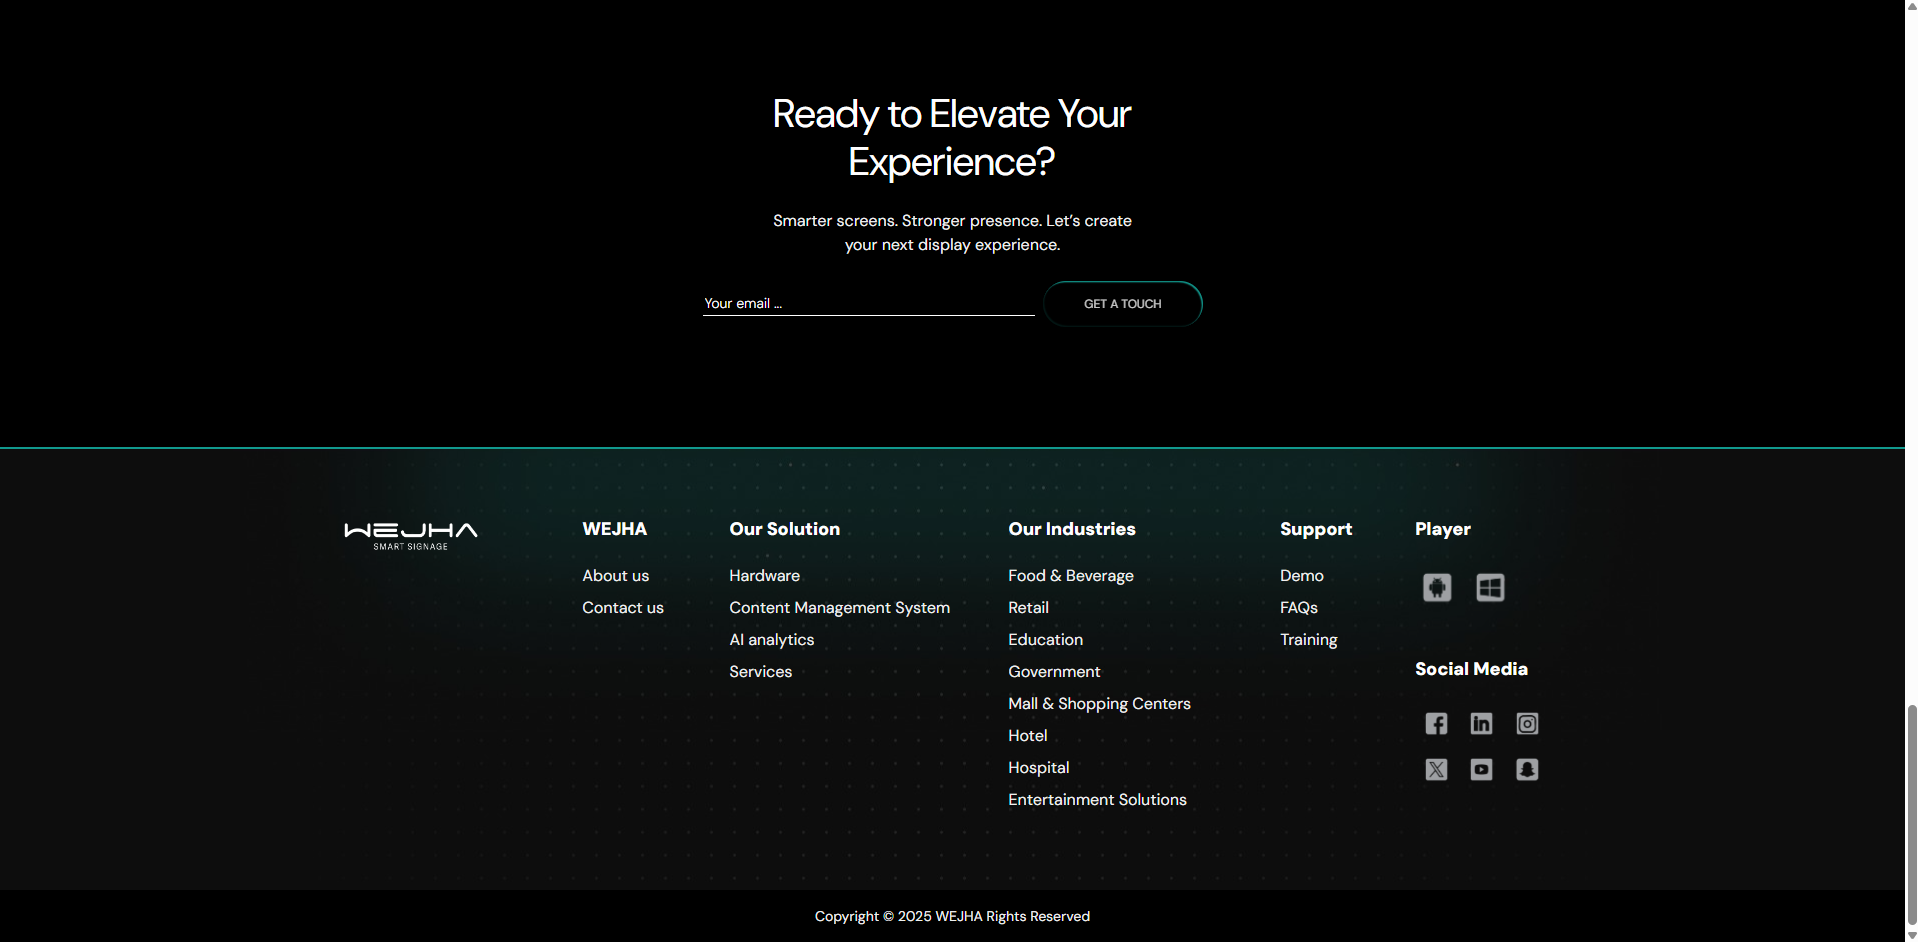 Ready to Elevate Your
Experience?
Smarter screens. Stronger presence. Let’s create
your next display experience.
Your email ...
GET A TOUCH
WEJHA
SMART SIGNAGE
WEJHA
About us
Contact us
Our Solution
Hardware
Content Management System
AI analytics
Services
Our Industries
Food & Beverage
Retail
Education
Government
Mall & Shopping Centers
Hotel
Hospital
Entertainment Solutions
Support
Demo
FAQs
Training
Player
Social Media
Copyright © 2025 WEJHA Rights Reserved